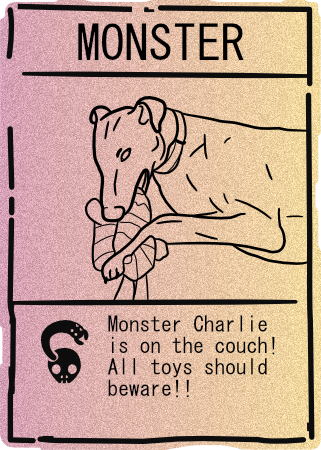 MONSTER
Monster Charlie
is on the couch!
All toys should
beware!!